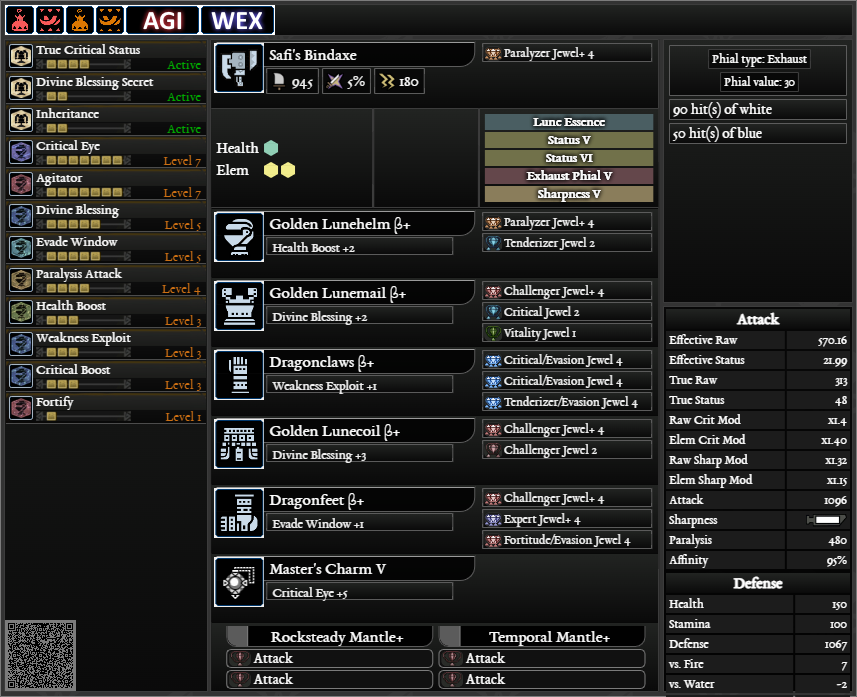 AGI WEX
True Critical Status
Active
Divine Blessing Secret
Active
Inheritance
Active
Critical Eye
Level 7
Agitator
Level 7
Divine Blessing
Level 5
Evade Window
Level 5
Paralysis Attack
Level 4
Health Boost
Level 3
Weakness Exploit
Level 3
Critical Boost
Level 3
Fortify
Level 1
Safi's Bindaxe
945 5% 180
Paralyzer Jewel+ 4
Health
Elem
Lune Essence
Status V
Status VI
Exhaust Phial V
Sharpness V
Golden Lunehelm β+
Health Boost +2
Paralyzer Jewel+ 4
Tenderizer Jewel 2
Golden Lunemail β+
Divine Blessing +2
Challenger Jewel+ 4
Critical Jewel 2
Vitality Jewel 1
Dragonclaws β+
Weakness Exploit +1
Critical/Evasion Jewel 4
Critical/Evasion Jewel 4
Tenderizer/Evasion Jewel 4
Golden Lunecoil β+
Divine Blessing +3
Challenger Jewel+ 4
Challenger Jewel 2
Dragonfeet β+
Evade Window +1
Challenger Jewel+ 4
Expert Jewel+ 4
Fortitude/Evasion Jewel 4
Master's Charm V
Critical Eye +5
Rocksteady Mantle+
Attack
Attack
Temporal Mantle+
Attack
Attack
Phial type: Exhaust
Phial value: 30
90 hit(s) of white
50 hit(s) of blue
Attack
Effective Raw 570.16
Effective Status 21.99
True Raw 313
True Status 48
Raw Crit Mod x1.4
Elem Crit Mod x1.40
Raw Sharp Mod x1.32
Elem Sharp Mod x1.15
Attack 1096
Sharpness
Paralysis 480
Affinity 95%
Defense
Health 150
Stamina 100
Defense 1067
vs. Fire 7
vs. Water -2